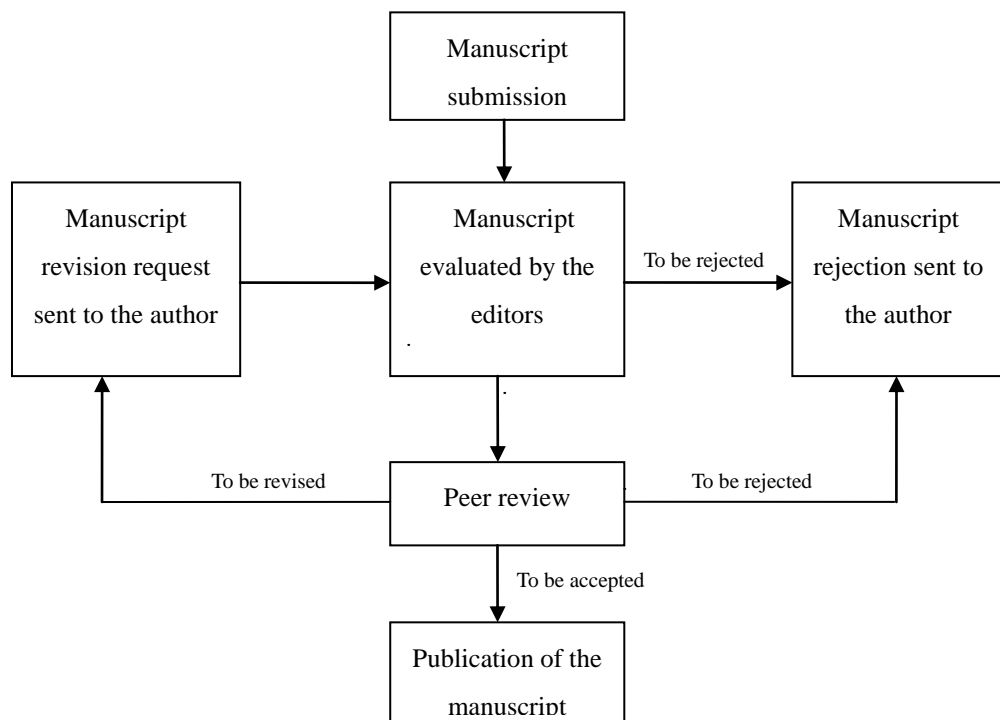 Manuscript
submission
Manuscript
revision request
sent to the author
Manuscript
evaluated by the
editors
To be rejected
Manuscript
rejection sent to
the author
To be revised
Peer review
To be rejected
To be accepted
Publication of the
manuscript